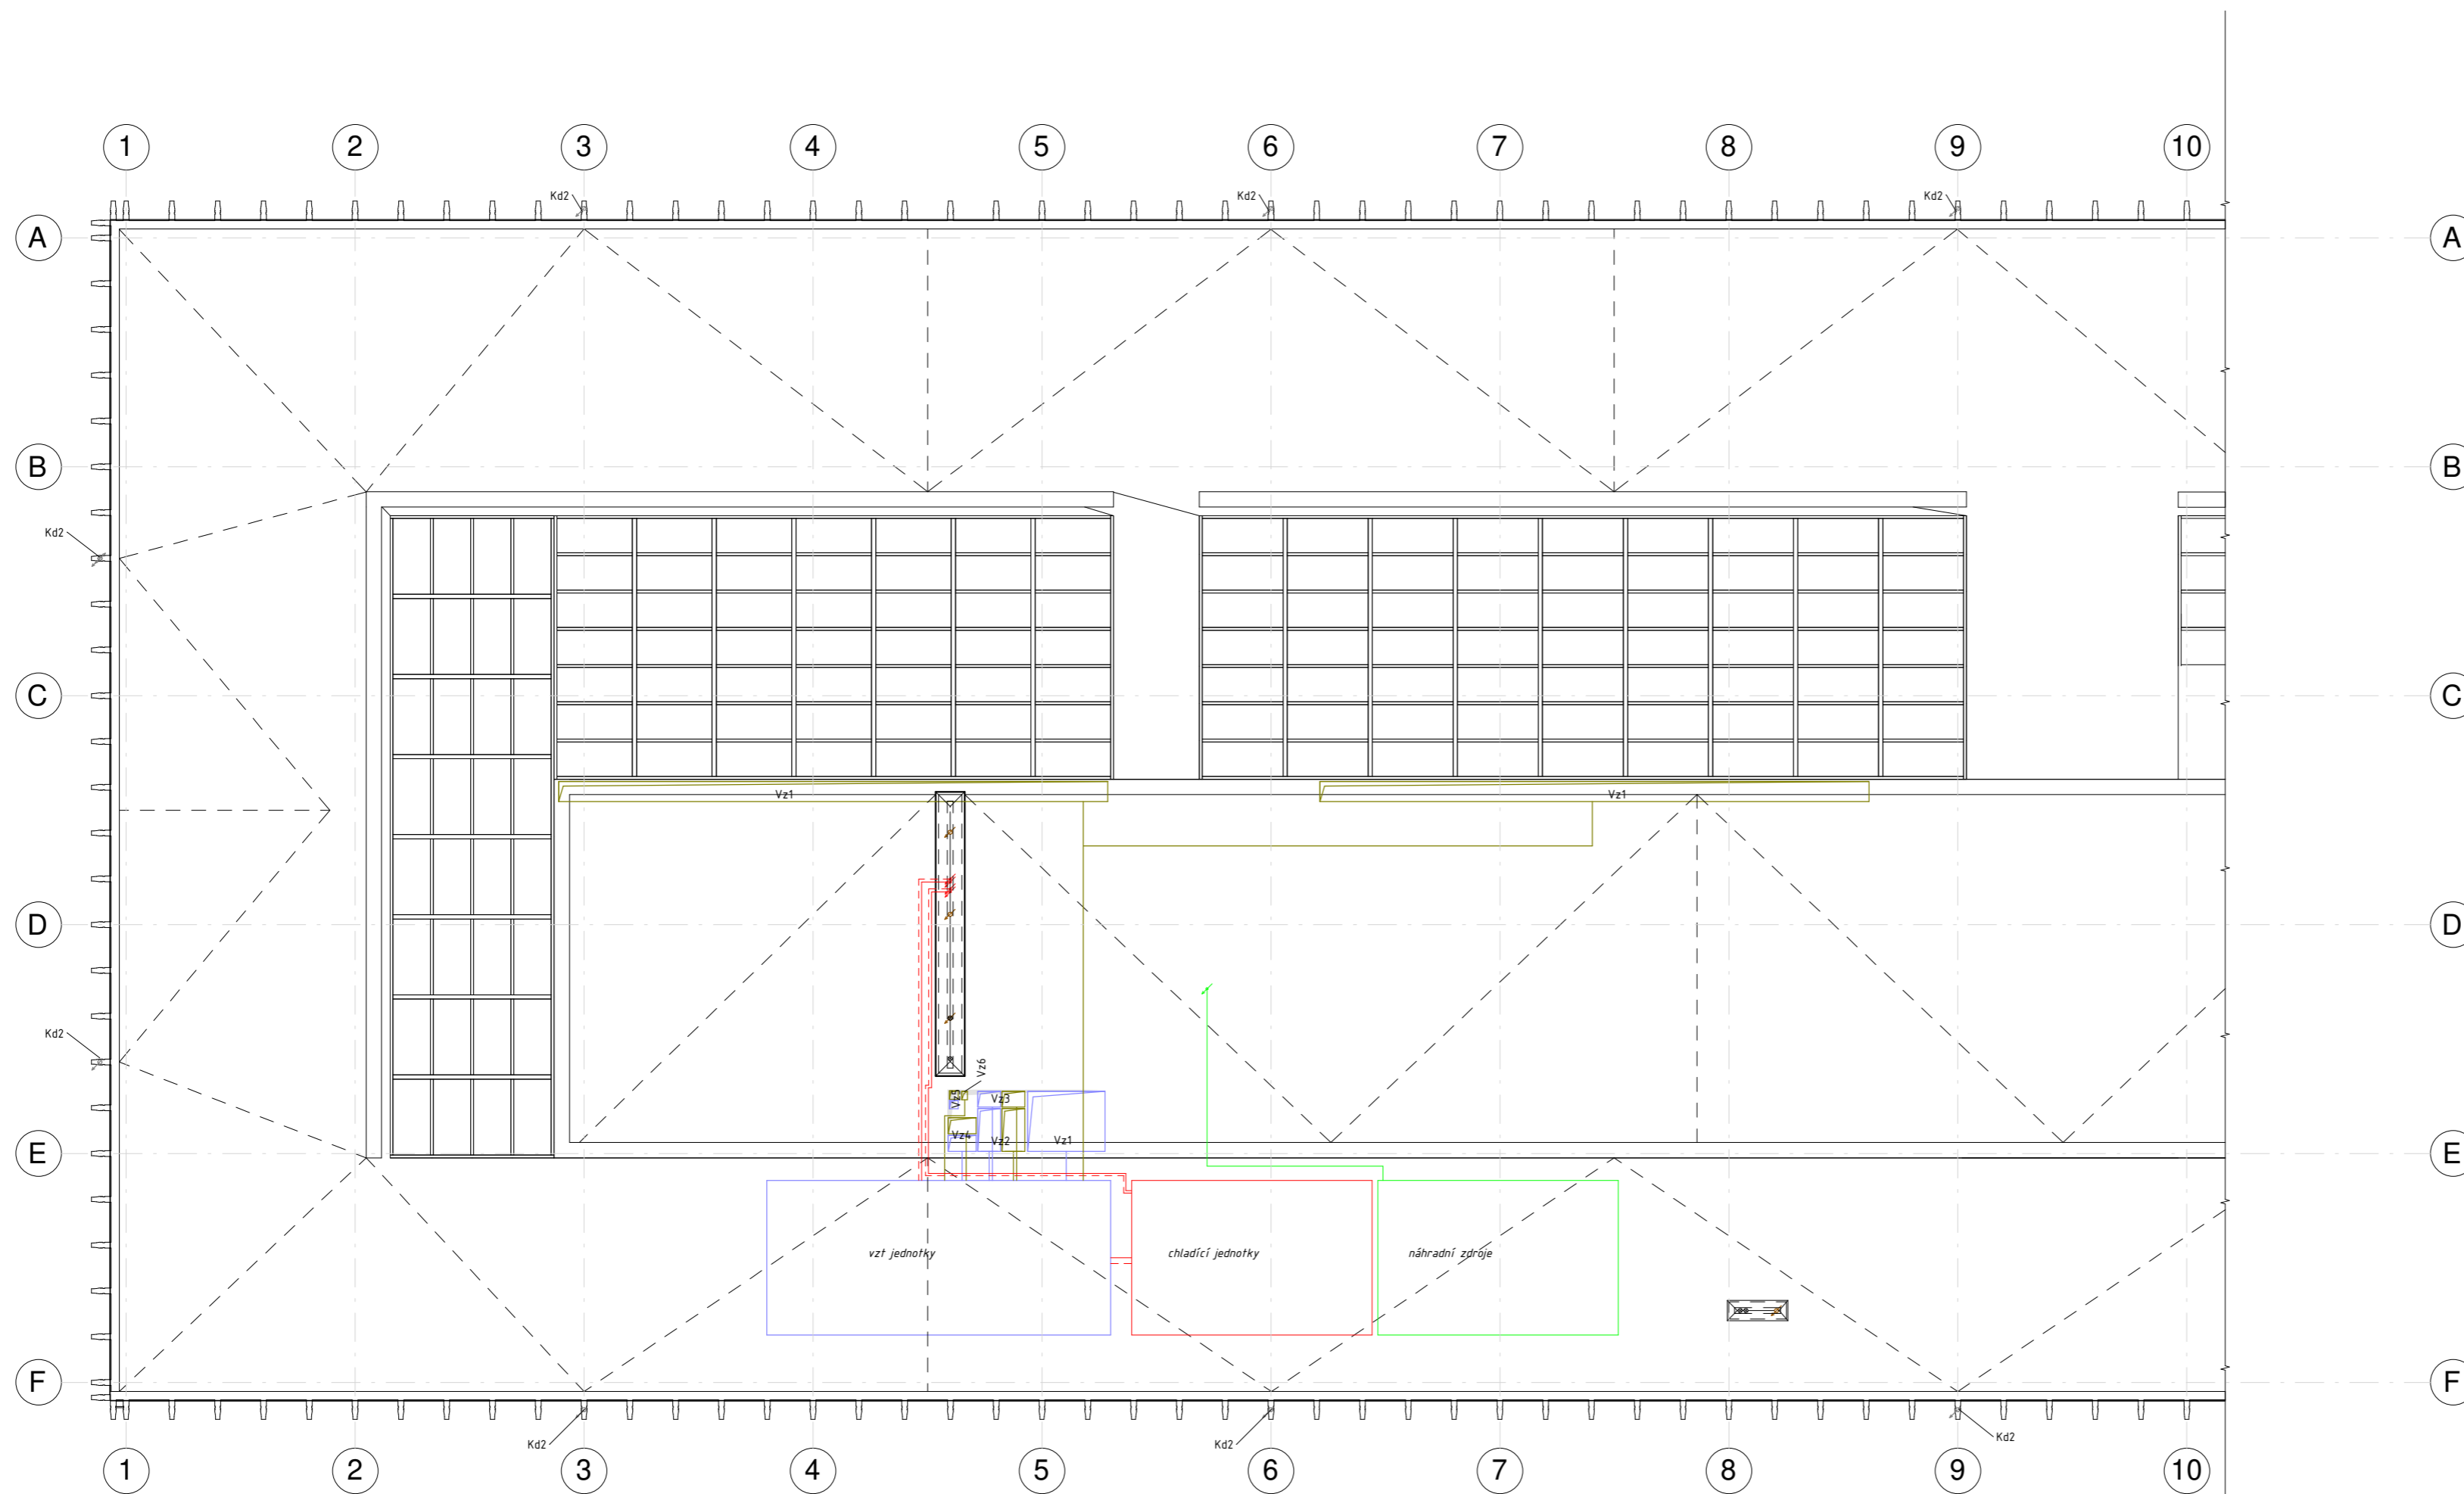 1 2 3 4 5 6 7 8 9 10
Kd2 Kd2 Kd2
A A
B B
Kd2
C C
Vz1 Vz1
D D
Kd2
Vz6
Vz5 Vz3
Vz4 Vz2 Vz1
E E
vzt jednotky chladící jednotky náhradní zdroje
F F
Kd2 Kd2 Kd2
1 2 3 4 5 6 7 8 9 10